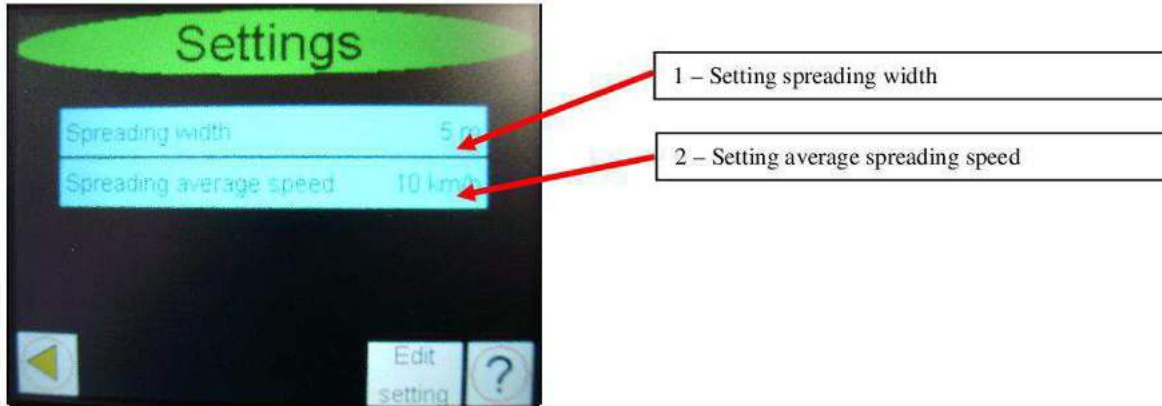 Settings
Spreading width 5 m
Spreading average speed 10 km/h
Edit
setting
?
1 – Setting spreading width
2 – Setting average spreading speed